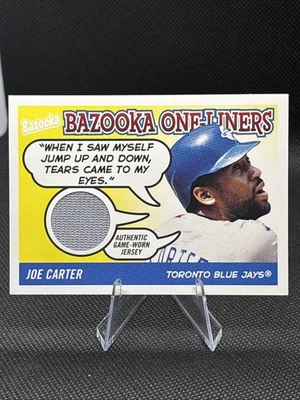 Bazooka
BAZOOKA ONE-LINERS
"WHEN I SAW MYSELF
JUMP UP AND DOWN,
TEARS CAME TO MY
EYES."
AUTHENTIC
GAME-WORN
JERSEY
JOE CARTER
TORONTO BLUE JAYS®